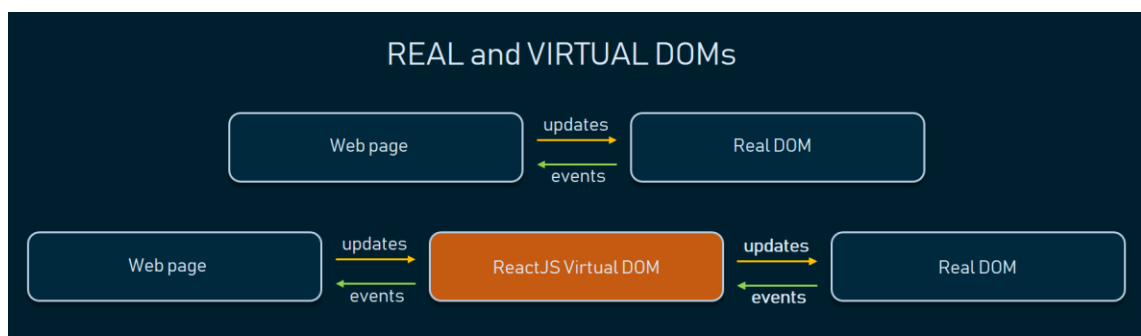 REAL and VIRTUAL DOMs
updates
Web page
Real DOM
events
updates
updates
Web page
ReactJS Virtual DOM
Real DOM
events
events